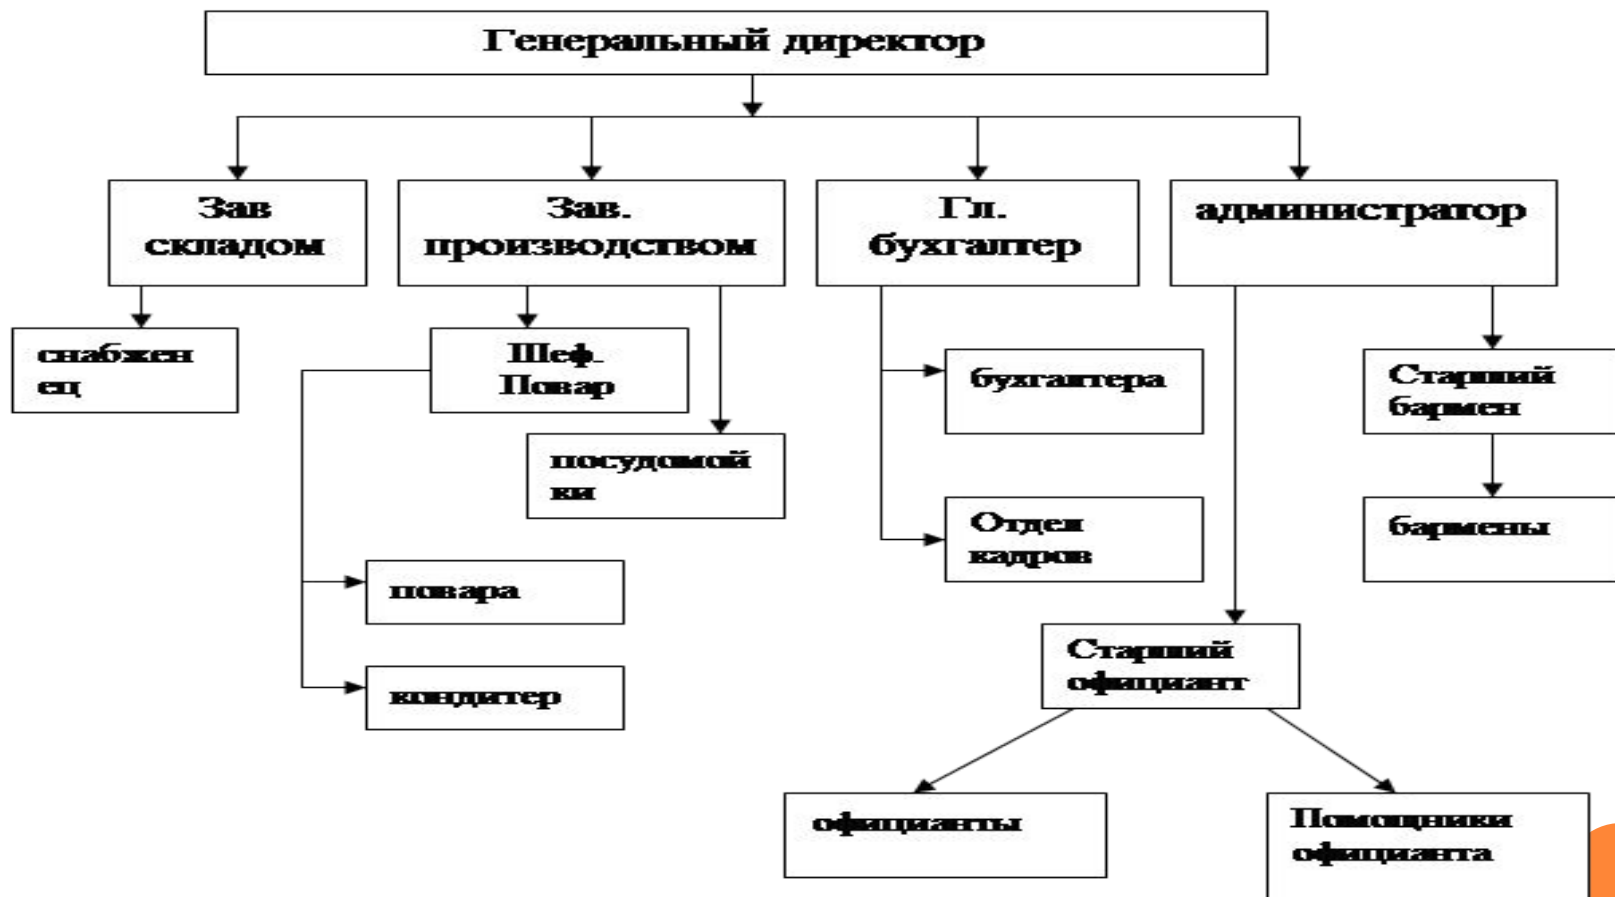 Генеральный директор
Зав
складом
Зав.
производством
Гл.
бухгалтер
администратор
снабжен
ец
Шеф.
Повар
бухгалтера
Старший
бармен
посудомой
ки
Отдел
кадров
бармены
повара
Старший
официант
кондитер
официанты
Помощники
официанта